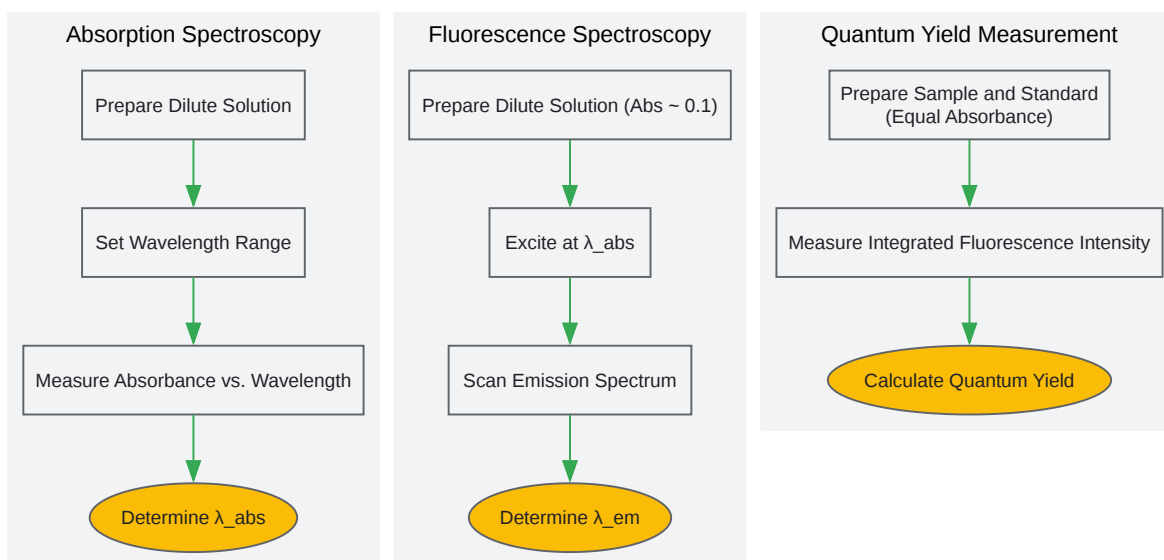 Absorption Spectroscopy
Prepare Dilute Solution
Set Wavelength Range
Measure Absorbance vs. Wavelength
Determine λ_abs
Fluorescence Spectroscopy
Prepare Dilute Solution (Abs ~ 0.1)
Excite at λ_abs
Scan Emission Spectrum
Determine λ_em
Quantum Yield Measurement
Prepare Sample and Standard
(Equal Absorbance)
Measure Integrated Fluorescence Intensity
Calculate Quantum Yield